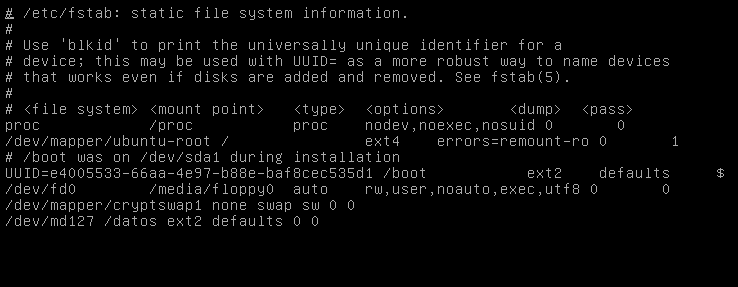 # /etc/fstab: static file system information.
#
# Use 'blkid' to print the universally unique identifier for a
# device; this may be used with UUID= as a more robust way to name devices
# that works even if disks are added and removed. See fstab(5).
#
# <file system> <mount point>   <type>  <options>       <dump>  <pass>
proc            /proc           proc    nodev,noexec,nosuid 0       0
/dev/mapper/ubuntu-root /               ext4    errors=remount-ro 0       1
# /boot was on /dev/sda1 during installation
UUID=e4005533-66aa-4e97-b88e-baf8cec535d1 /boot           ext2    defaults        $
/dev/fd0        /media/floppy0  auto    rw,user,noauto,exec,utf8 0       0
/dev/mapper/cryptswap1 none swap sw 0 0
/dev/md127 /datos ext2 defaults 0 0